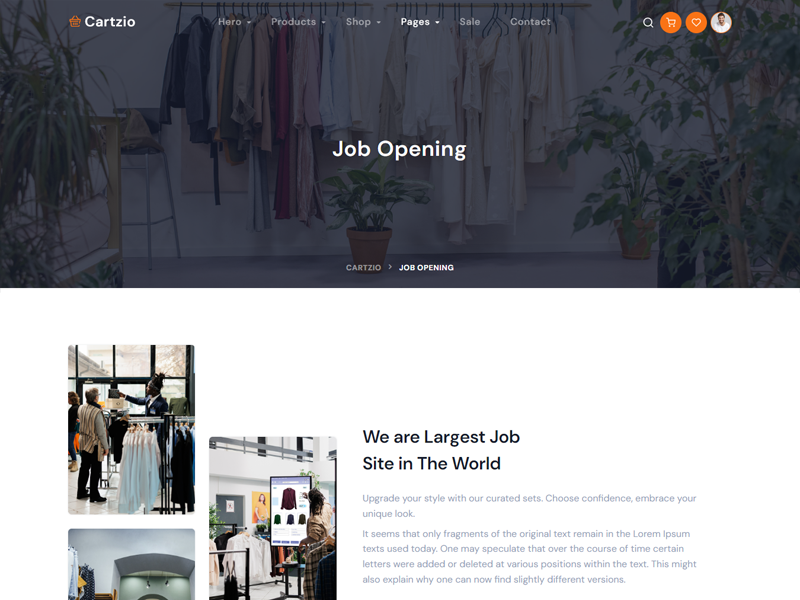 Cartzio
Hero
Products
Shop
Pages
Sale
Contact
Job Opening
CARTZIO > JOB OPENING
We are Largest Job
Site in The World
Upgrade your style with our curated sets. Choose confidence, embrace your
unique look.
It seems that only fragments of the original text remain in the Lorem Ipsum
texts used today. One may speculate that over the course of time certain
letters were added or deleted at various positions within the text. This might
also explain why one can now find slightly different versions.